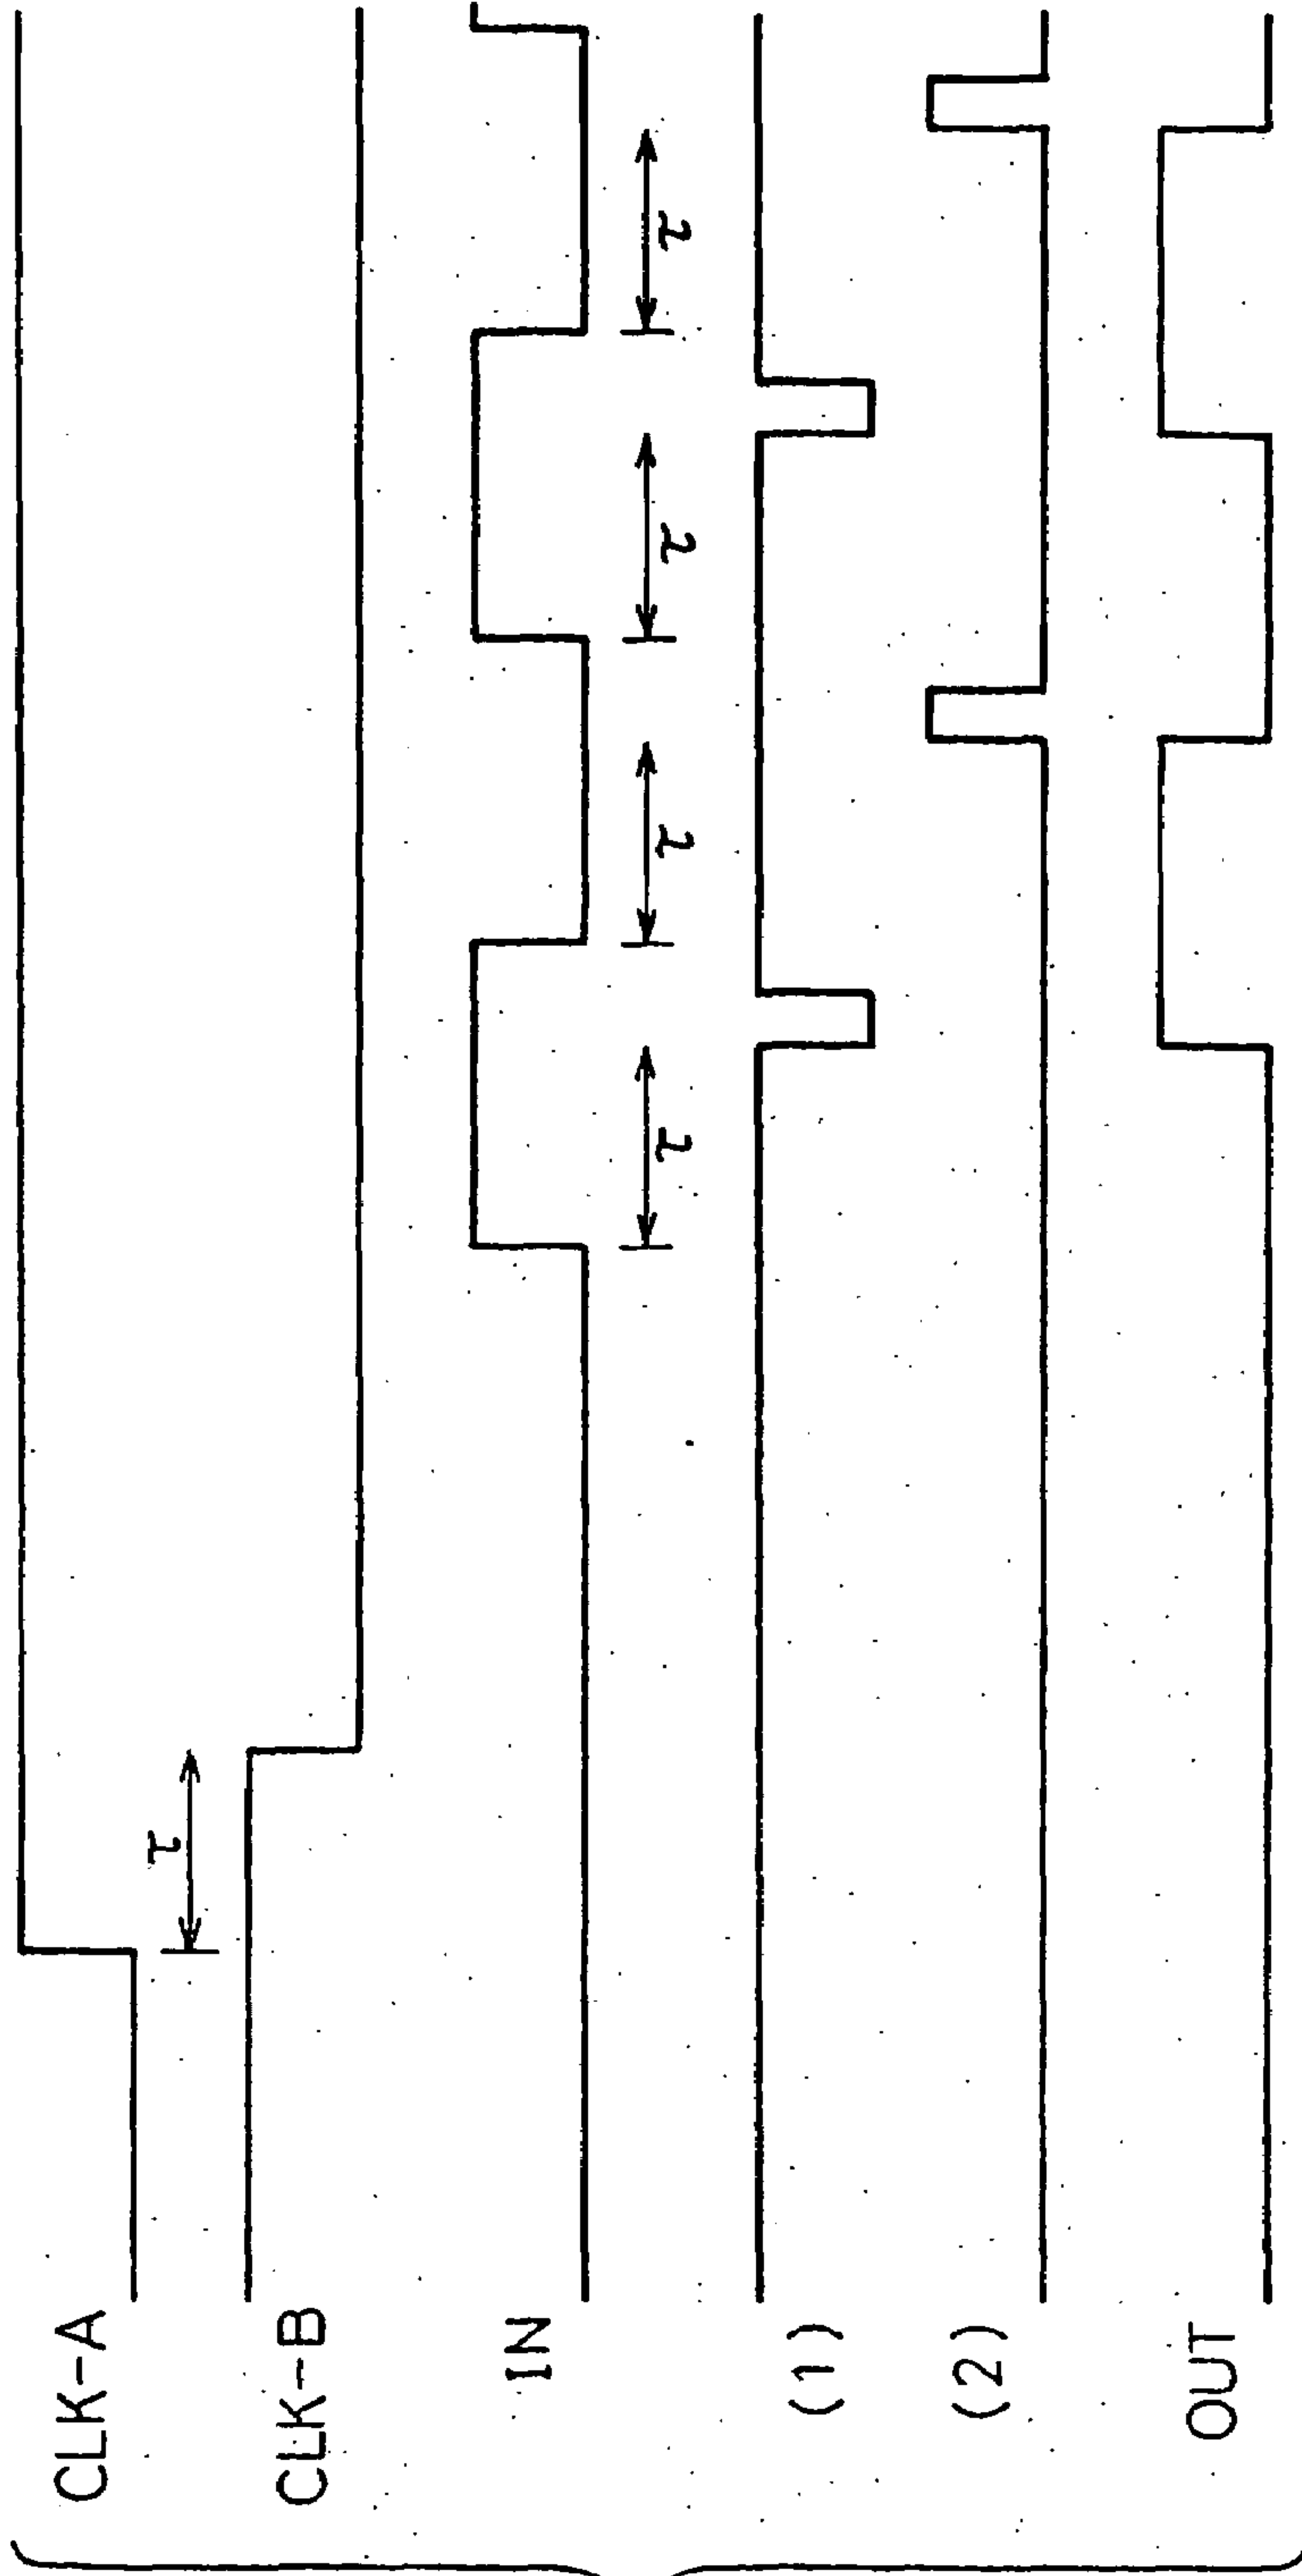 CLK-A
τ
CLK-B
IN
τ τ τ τ
(1)
(2)
OUT